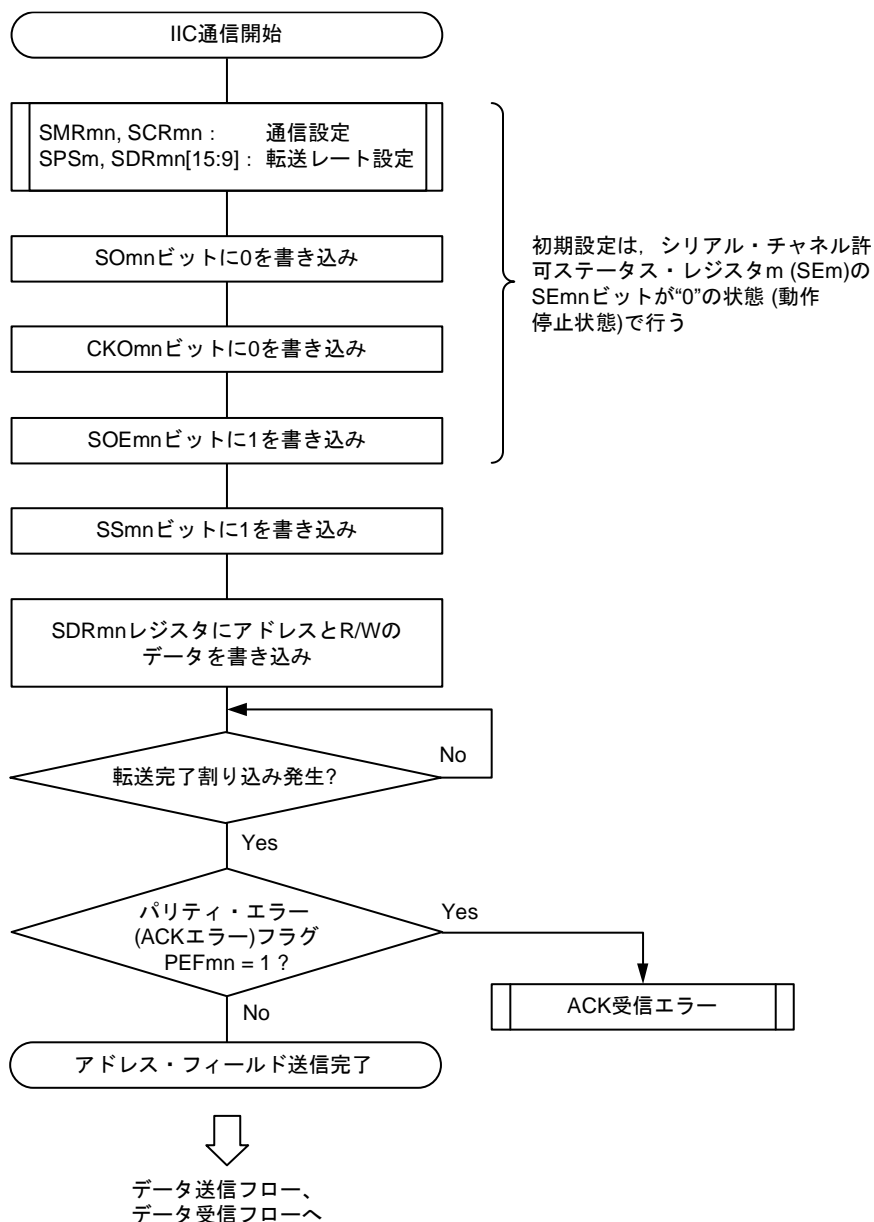 IIC通信開始
SMRmn, SCRmn： 通信設定
SPSm, SDRmn[15:9]： 転送レート設定
SOmnビットに0を書き込み
CKOmnビットに0を書き込み
SOEmnビットに1を書き込み
初期設定は，シリアル・チャネル許
可ステータス・レジスタm (SEm)の
SEmnビットが“0”の状態 (動作
停止状態)で行う
SSmnビットに1を書き込み
SDRmnレジスタにアドレスとR/Wの
データを書き込み
転送完了割り込み発生?
No
Yes
パリティ・エラー
(ACKエラー)フラグ
PEFmn = 1 ?
Yes
No
ACK受信エラー
アドレス・フィールド送信完了
データ送信フロー、
データ受信フローへ